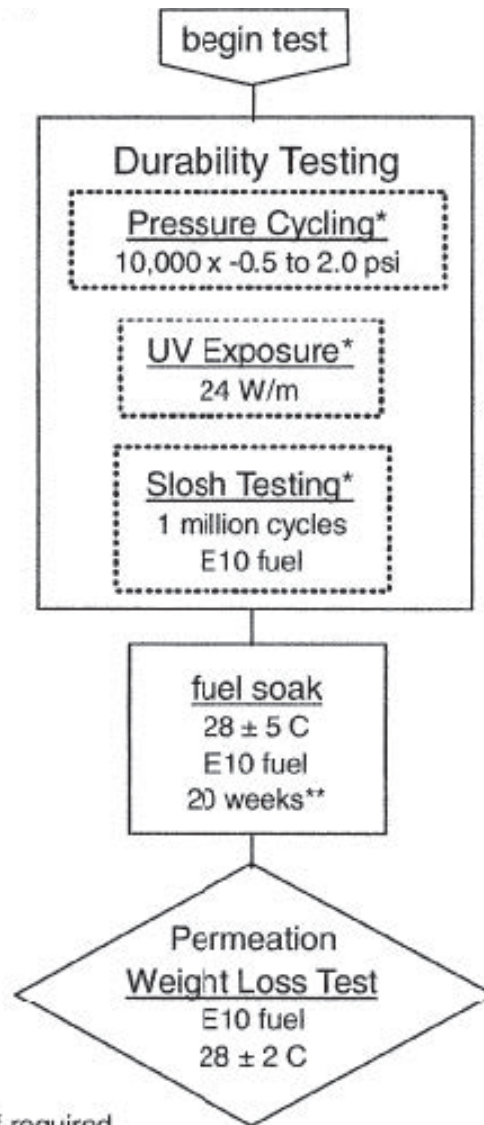 begin test
Durability Testing
Pressure Cycling*
10,000 x -0.5 to 2.0 psi
UV Exposure*
24 W/m
Slosh Testing*
1 million cycles
E10 fuel
fuel soak
28 ± 5 C
E10 fuel
20 weeks**
Permeation
Weight Loss Test
E10 fuel
28 ± 2 C
required